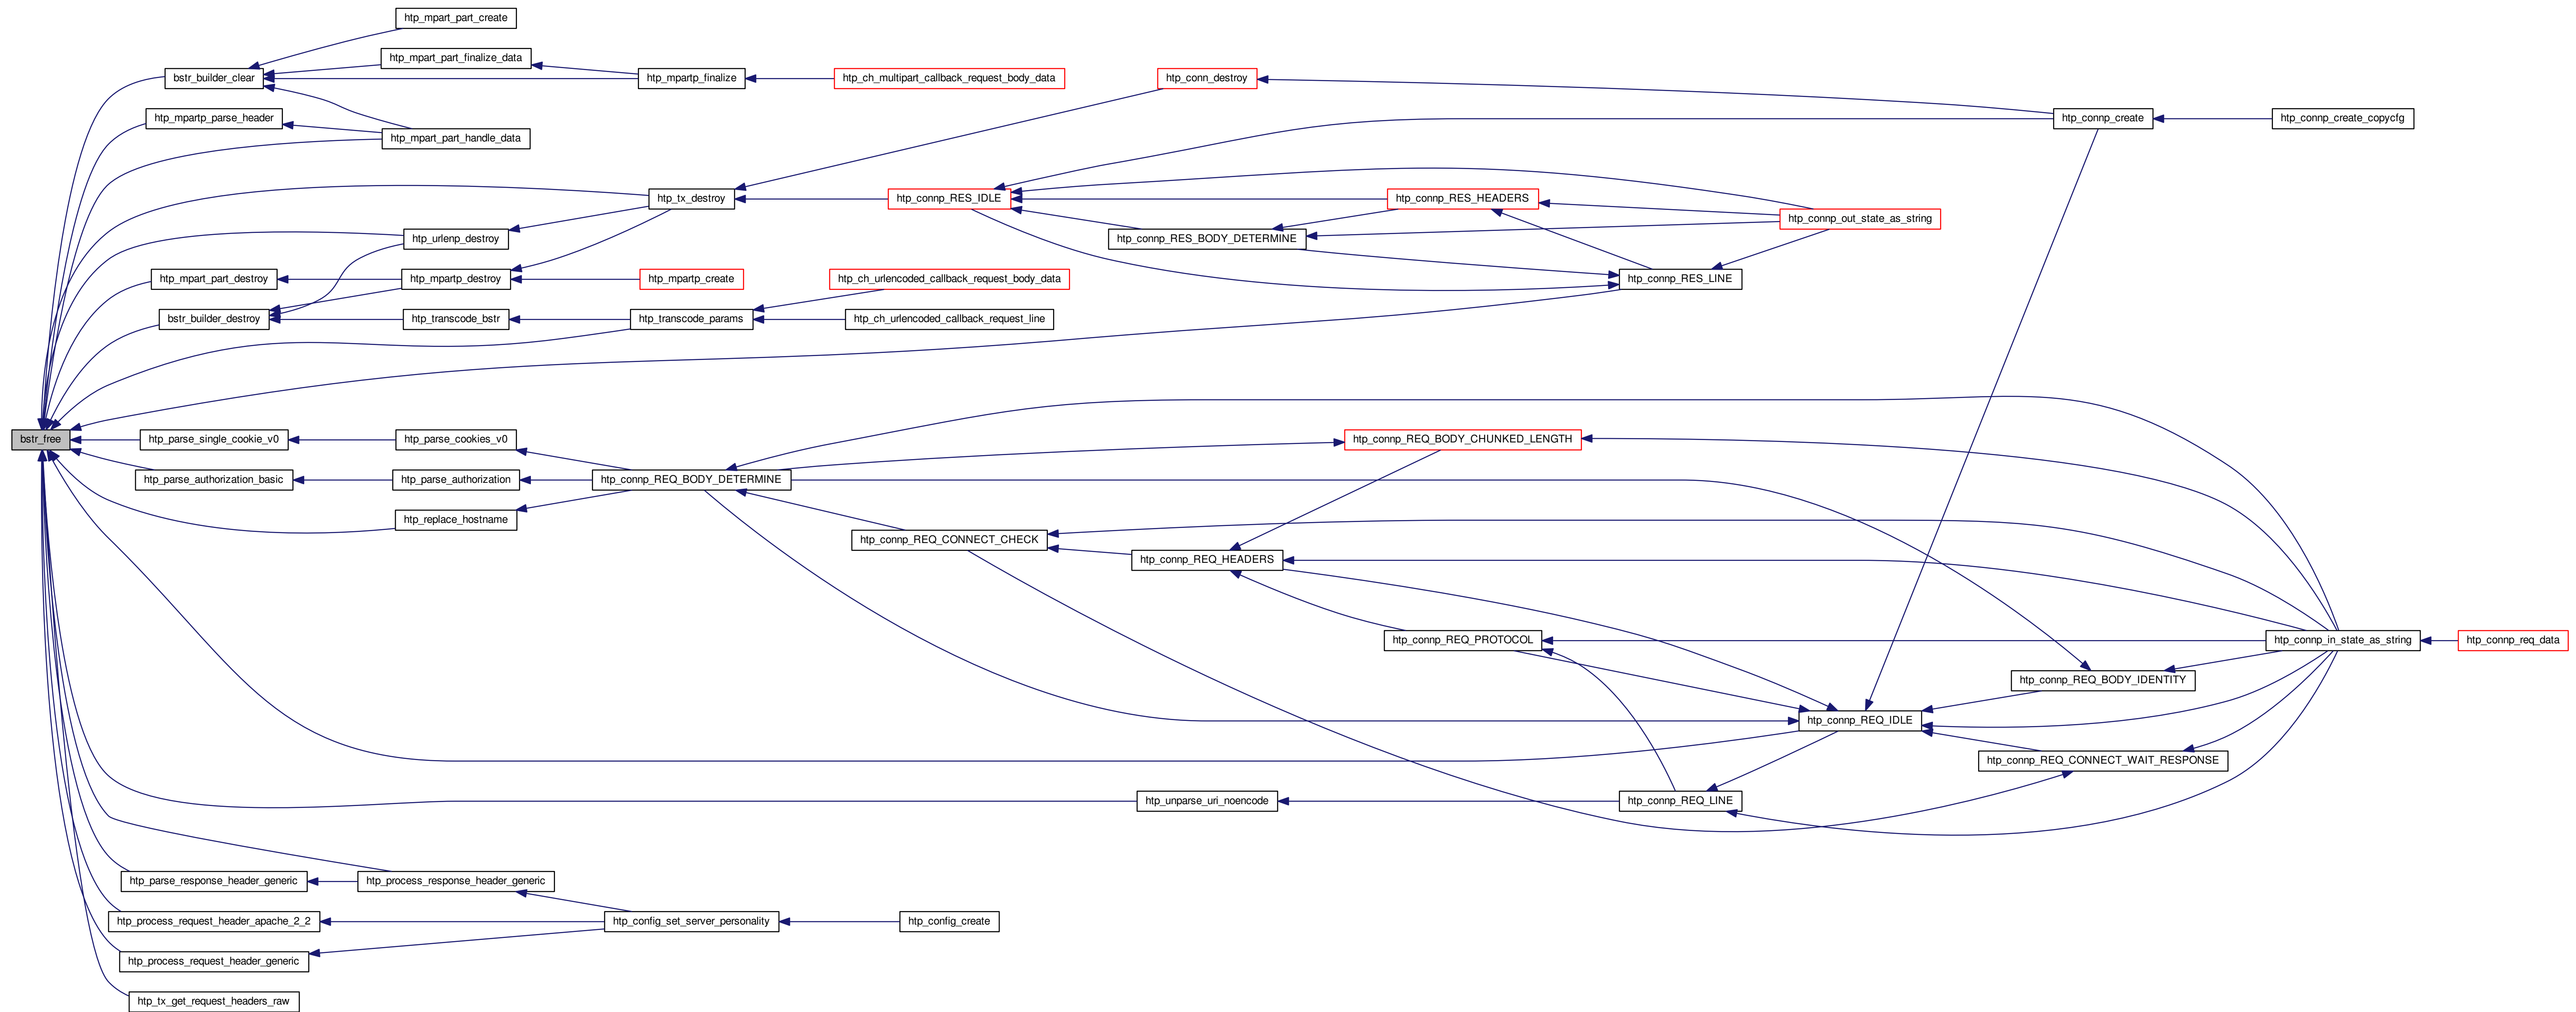 htp_mpart_part_create
htp_mpart_part_finalize_data
bstr_builder_clear
htp_mpartp_finalize
htp_ch_multipart_callback_request_body_data
htp_conn_destroy
htp_mpartp_parse_header
htp_connp_create
htp_connp_create_copycfg
htp_mpart_part_handle_data
htp_tx_destroy
htp_connp_RES_IDLE
htp_connp_RES_HEADERS
htp_connp_out_state_as_string
htp_urlenp_destroy
htp_connp_RES_BODY_DETERMINE
htp_mpart_part_destroy
htp_mpartp_destroy
htp_mpartp_create
htp_ch_urlencoded_callback_request_body_data
htp_connp_RES_LINE
bstr_builder_destroy
htp_transcode_bstr
htp_transcode_params
htp_ch_urlencoded_callback_request_line
bstr_free
htp_parse_single_cookie_v0
htp_parse_cookies_v0
htp_connp_REQ_BODY_CHUNKED_LENGTH
htp_parse_authorization_basic
htp_parse_authorization
htp_connp_REQ_BODY_DETERMINE
htp_replace_hostname
htp_connp_REQ_CONNECT_CHECK
htp_connp_REQ_HEADERS
htp_connp_REQ_PROTOCOL
htp_connp_in_state_as_string
htp_connp_req_data
htp_connp_REQ_BODY_IDENTITY
htp_connp_REQ_IDLE
htp_connp_REQ_CONNECT_WAIT_RESPONSE
htp_unparse_uri_noencode
htp_connp_REQ_LINE
htp_parse_response_header_generic
htp_process_response_header_generic
htp_process_request_header_apache_2_2
htp_config_set_server_personality
htp_config_create
htp_process_request_header_generic
htp_tx_get_request_headers_raw